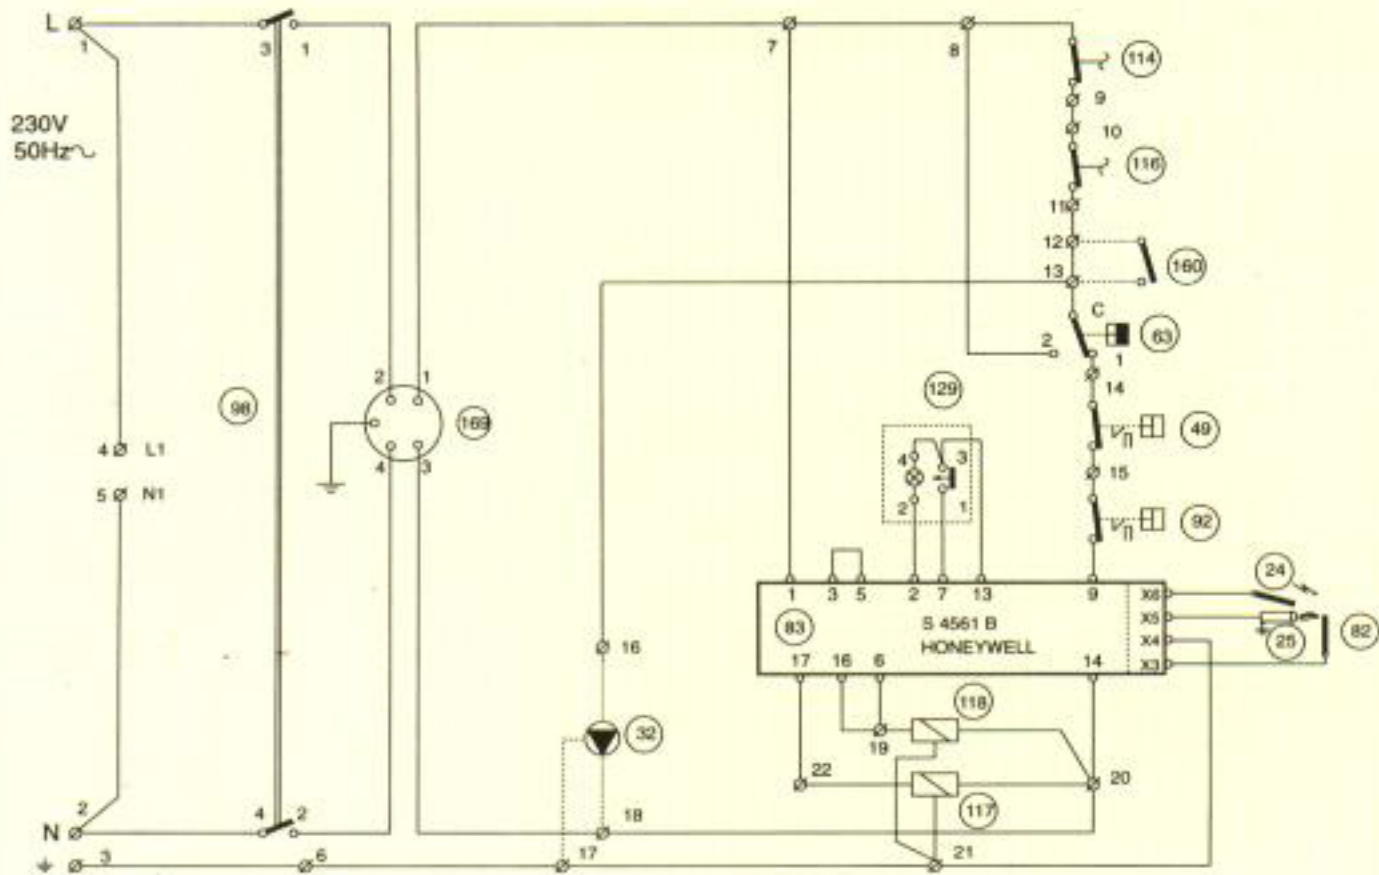 L 1 3 1 7 8
114
9
230V
50Hz~
10
116
11
12
13
160
C
63
2 1
14
2 1
129
98
169
49
4 3
4 L1
4 3
15
5 N1
2 1
92
24
1 3 5 2 7 13 9 X6
83
S 4561 B
X5
25
82
HONEYWELL
X4
17 16 6 14 X3
16
118
32
19
22 20
117
2 4 2 18
N
3 6 17 21